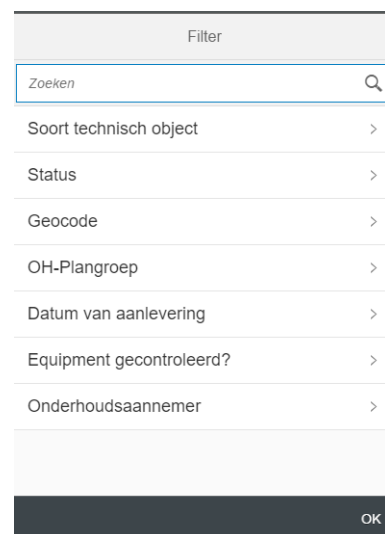 Filter
Zoeken
Soort technisch object
Status
Geocode
OH-Plangroep
Datum van aanlevering
Equipment gecontroleerd?
Onderhoudsaannemer
OK